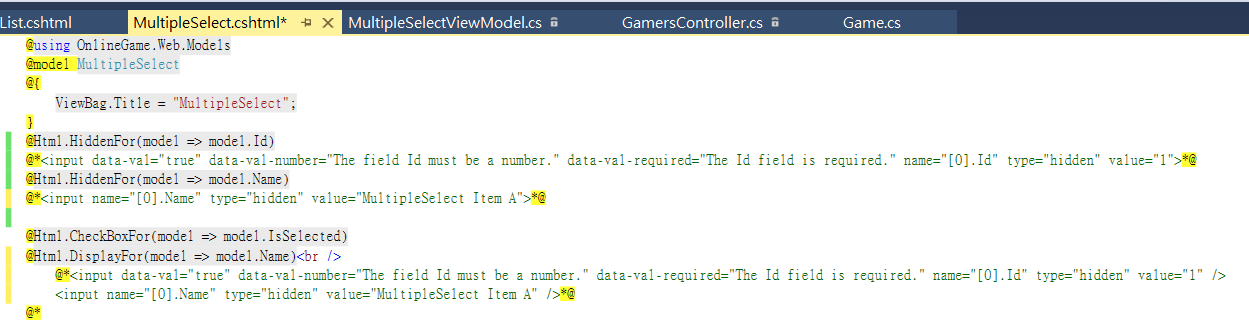 List.cshtml MultipleSelect.cshtml* MultipleSelectViewModel.cs GamersController.cs Game.cs
@using OnlineGame.Web.Models
@model MultipleSelect
@{
ViewBag.Title = "MultipleSelect";
}
@Html.HiddenFor(model => model.Id)
@*<input data-val="true" data-val-number="The field Id must be a number." data-val-required="The Id field is required." name="[0].Id" type="hidden" value="1">*@
@Html.HiddenFor(model => model.Name)
@*<input name="[0].Name" type="hidden" value="MultipleSelect Item A">*@
@Html.CheckBoxFor(model => model.IsSelected)
@Html.DisplayFor(model => model.Name)<br />
@*<input data-val="true" data-val-number="The field Id must be a number." data-val-required="The Id field is required." name="[0].Id" type="hidden" value="1" />
<input name="[0].Name" type="hidden" value="MultipleSelect Item A" />*@
@*